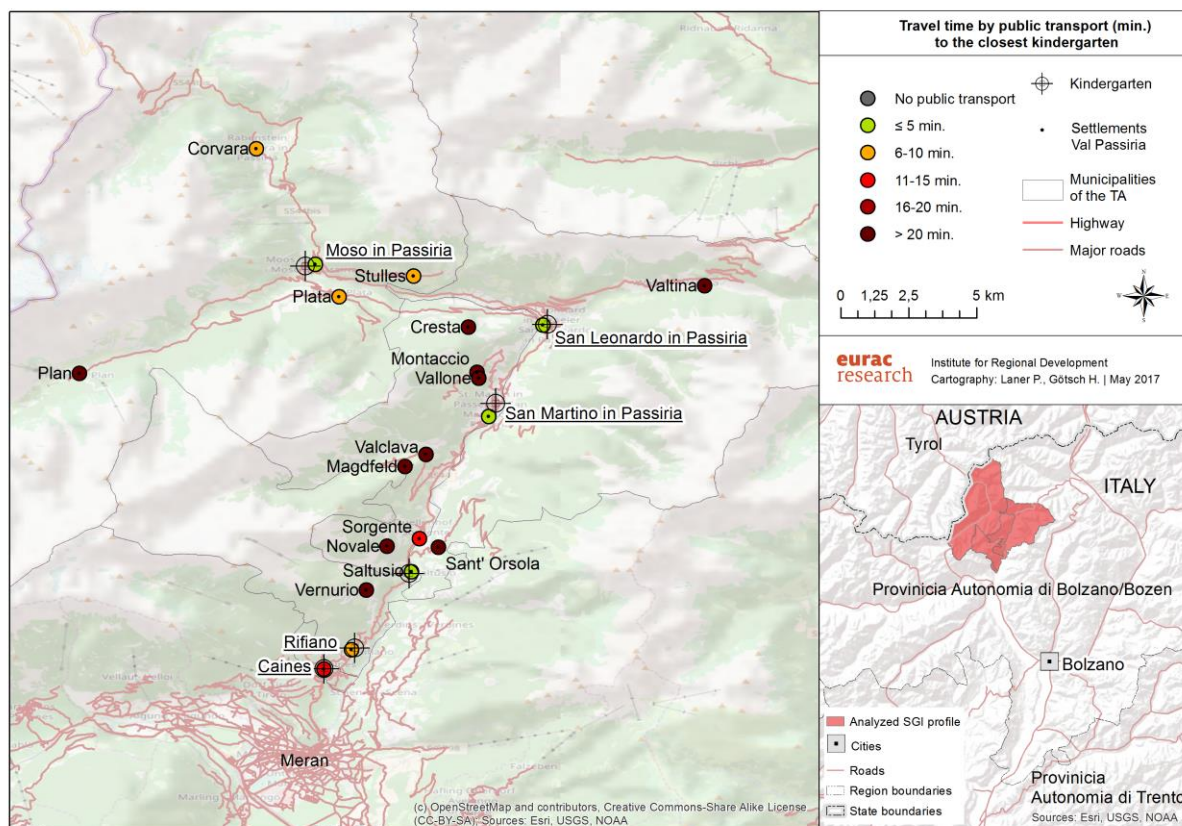 Corvara
Moso in Passiria
Stulles
Plata
Valtina
Cresta
San Leonardo in Passiria
Plan
Montaccio
Vallone
San Martino in Passiria
Valclava
Magdfeld
Sorgente
Novale
Sant' Orsola
Saltusio
Vernurio
Rifiano
Caines
Meran
(c) OpenStreetMap and contributors, Creative Commons-Share Alike License
(CC-BY-SA), Sources: Esri, USGS, NOAA
Travel time by public transport (min.)
to the closest kindergarten
No public transport
≤ 5 min.
6-10 min.
11-15 min.
16-20 min.
> 20 min.
Kindergarten
Settlements
Val Passiria
Municipalities
of the TA
Highway
Major roads
N
W
E
S
0 1,25 2,5 5 km
eurac
research
Institute for Regional Development
Cartography: Laner P., Götsch H. | May 2017
AUSTRIA
Tyrol
ITALY
Provinicia Autonomia di Bolzano/Bozen
Bolzano
Analyzed SGI profile
Cities
Roads
Region boundaries
State boundaries
Provinicia
Autonomia di Trento
Sources: Esri, USGS, NOAA